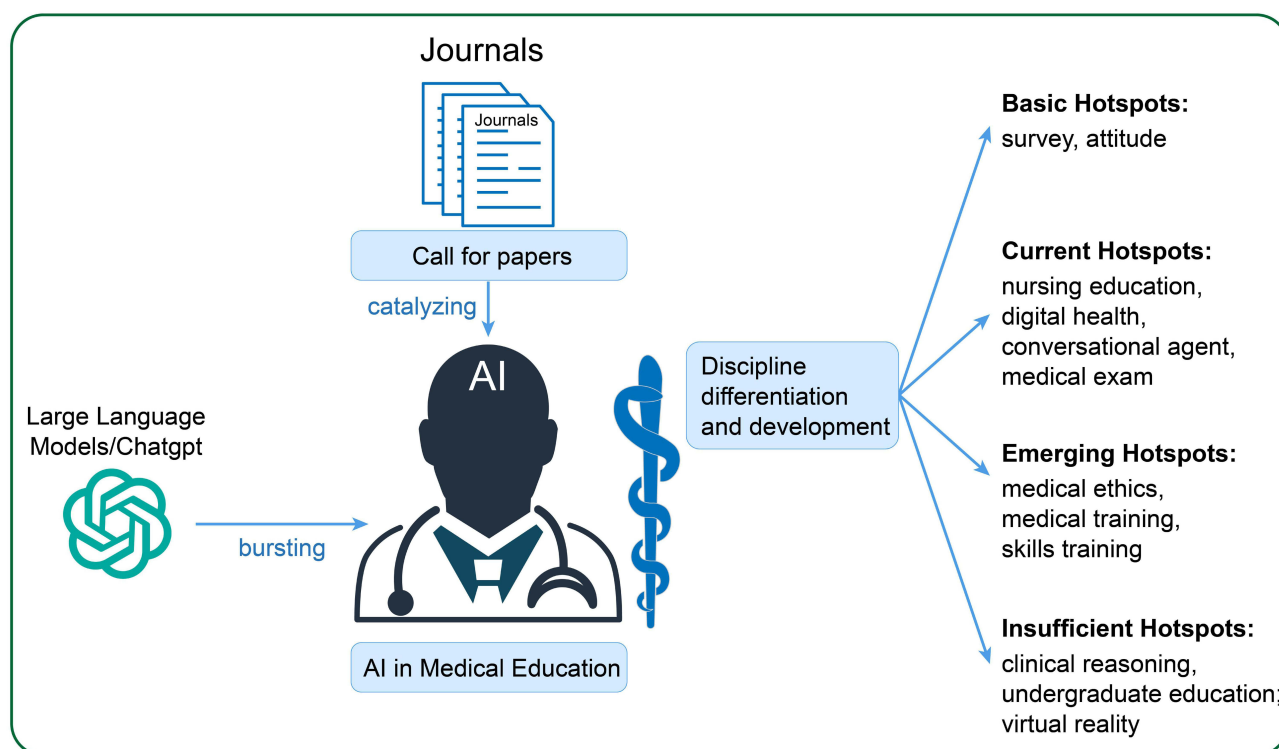 Journals
Journals
Call for papers
catalyzing
AI
Large Language
Models/Chatgpt
bursting
AI in Medical Education
Discipline
differentiation
and development
Basic Hotspots:
survey, attitude
Current Hotspots:
nursing education,
digital health,
conversational agent,
medical exam
Emerging Hotspots:
medical ethics,
medical training,
skills training
Insufficient Hotspots:
clinical reasoning,
undergraduate education;
virtual reality